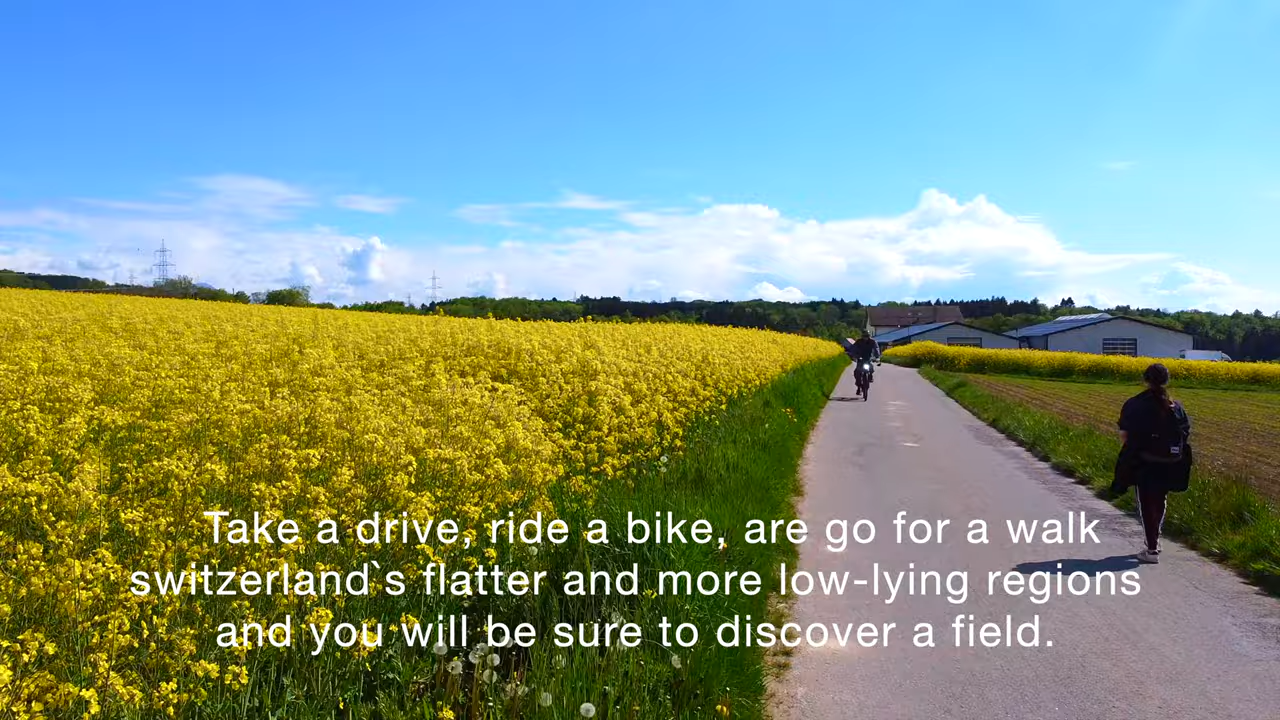 Take a drive, ride a bike, are go for a walk
switzerland`s flatter and more low-lying regions
and you will be sure to discover a field.